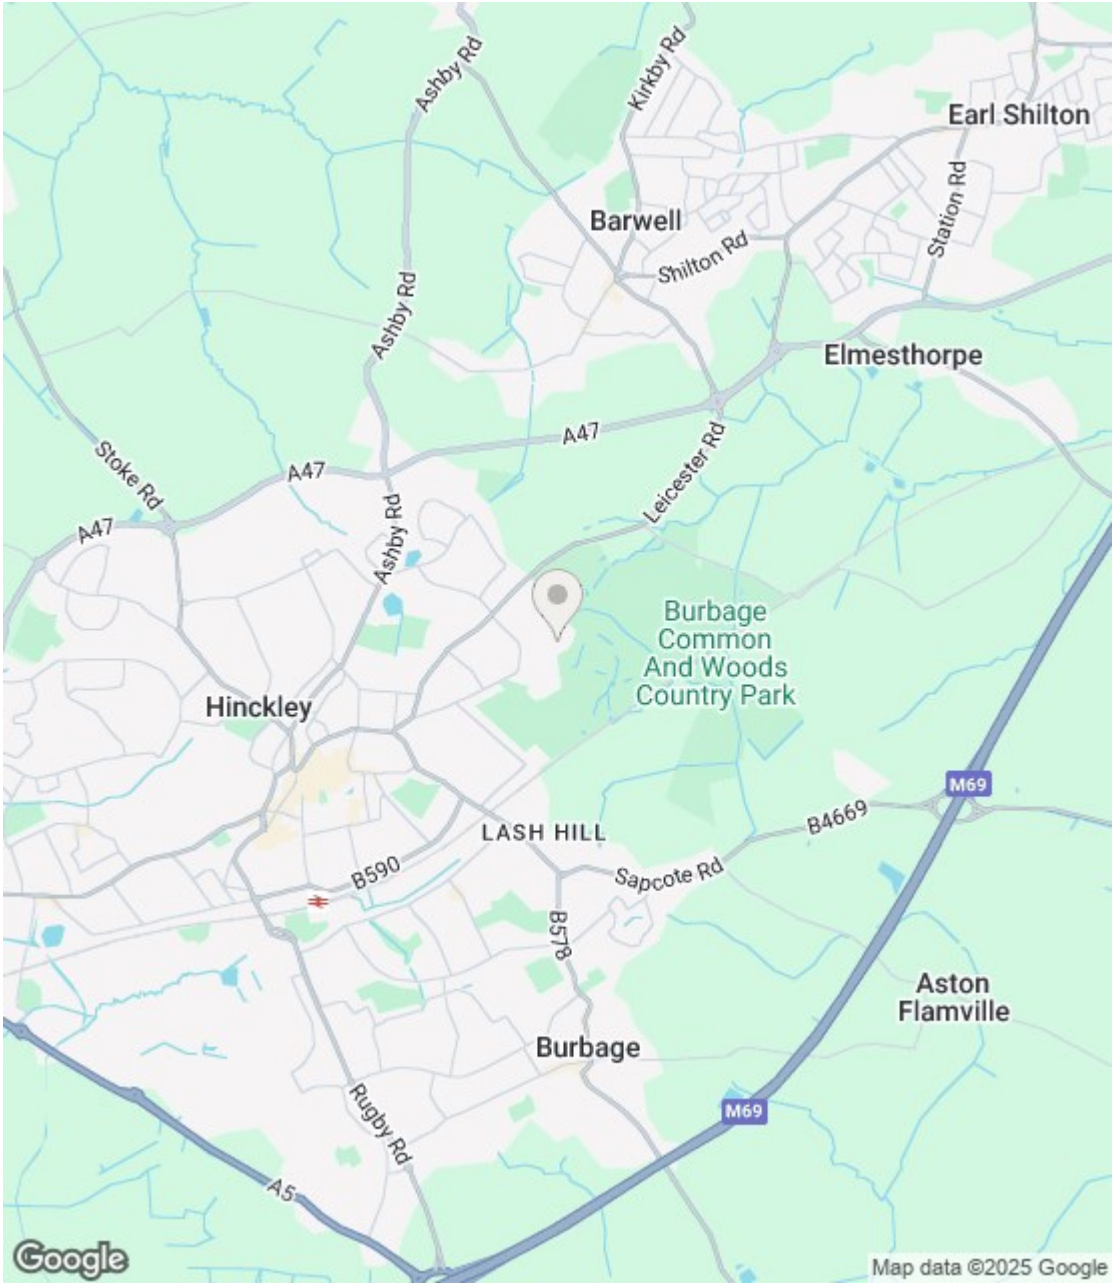 Ashby Rd
Kirkby Rd
Earl Shilton
Station Rd
Barwell
Shilton Rd
Ashby Rd
Elmesthorpe
A47
Leicester Rd
Stoke Rd
A47
A47
Ashby Rd
Burbage
Common
And Woods
Country Park
Hinckley
M69
B4669
LASH HILL
B590
Sapcote Rd
B578
Aston
Flamville
Burbage
M69
Rugby Rd
A5
Google
Map data ©2025 Google